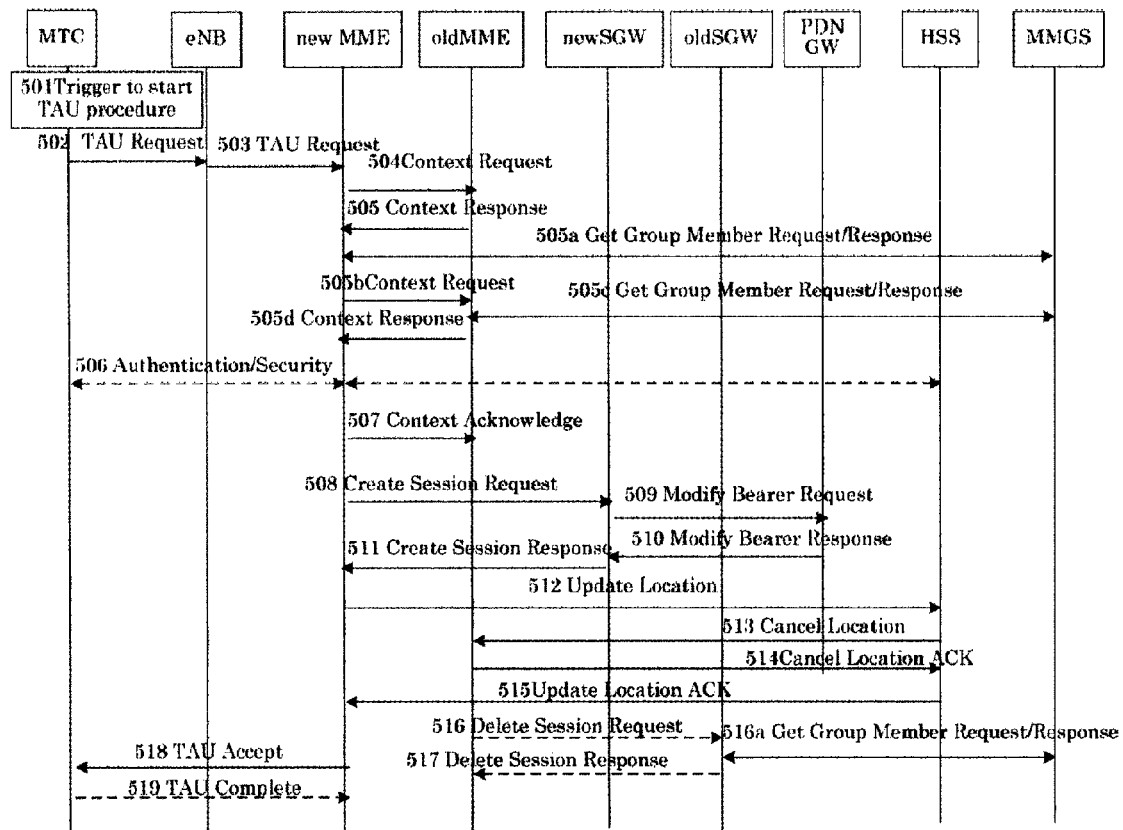 MTC
eNB
new MME
oldMME
newSGW
oldSGW
PDN
GW
HSS
MMGS
501Trigger to start
TAU procedure
502 TAU Request
503 TAU Request
504Context Request
505 Context Response
505a Get Group Member Request/Response
505bContext Request
505c Get Group Member Request/Response
505d Context Response
506 Authentication/Security
507 Context Acknowledge
508 Create Session Request
509 Modify Bearer Request
510 Modify Bearer Response
511 Create Session Response
512 Update Location
513 Cancel Location
514Cancel Location ACK
515Update Location ACK
516 Delete Session Request
516a Get Group Member Request/Response
518 TAU Accept
517 Delete Session Response
519 TAU Complete